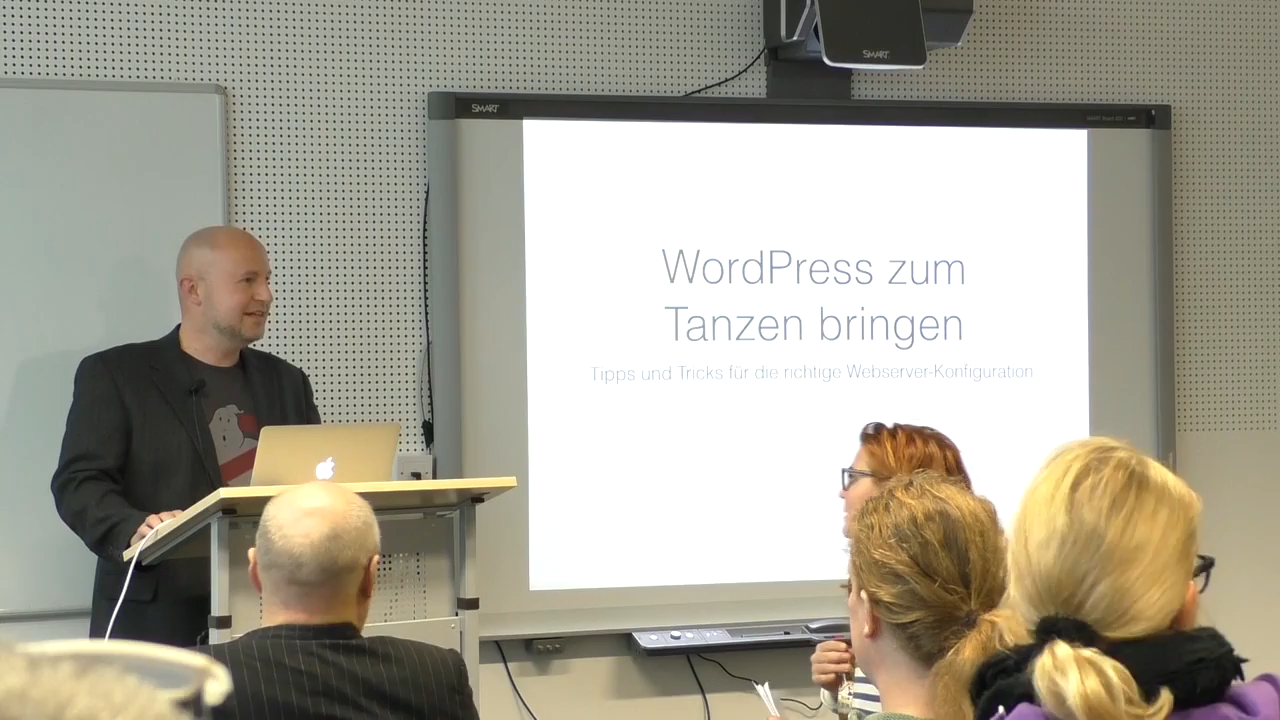 SMART
SMART
WordPress zum
Tanzen bringen
Tipps und Tricks für die richtige Webserver-Konfiguration